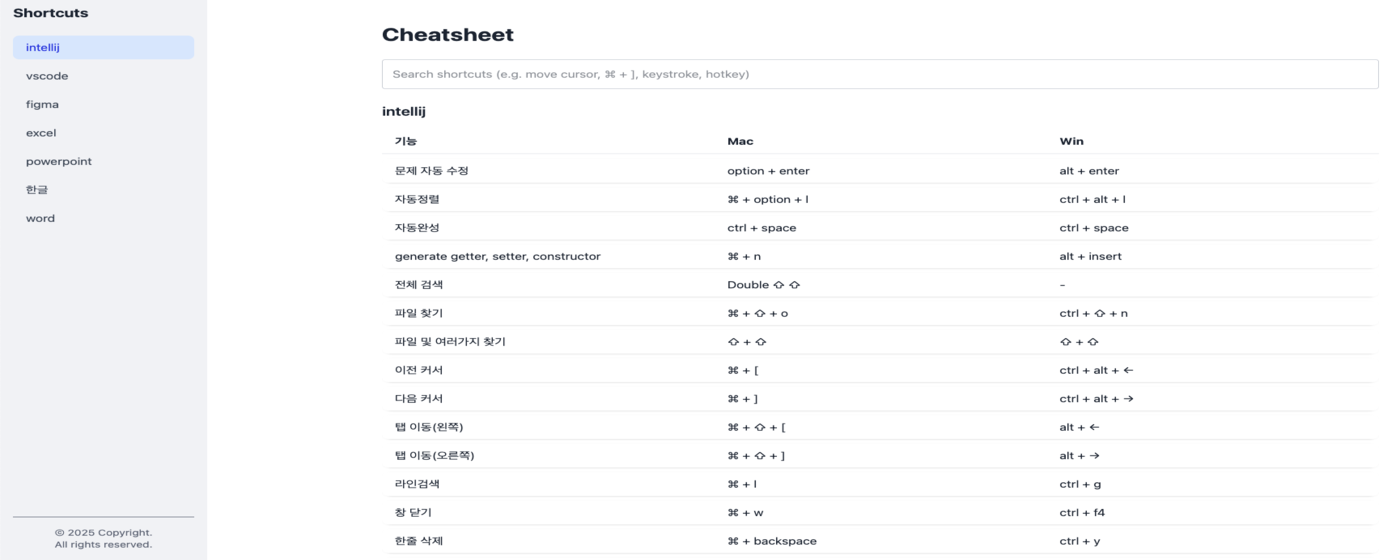 Shortcuts
intellij
vscode
figma
excel
powerpoint
한글
word
© 2025 Copyright.
All rights reserved.
Cheatsheet
Search shortcuts (e.g. move cursor, ⌘ + ], keystroke, hotkey)
intellij
기능 Mac Win
문제 자동 수정 option + enter alt + enter
자동정렬 ⌘ + option + l ctrl + alt + l
자동완성 ctrl + space ctrl + space
generate getter, setter, constructor ⌘ + n alt + insert
전체 검색 Double ⇧ ⇧ -
파일 찾기 ⌘ + ⇧ + o ctrl + ⇧ + n
파일 및 여러가지 찾기 ⇧ + ⇧ ⇧ + ⇧
이전 커서 ⌘ + [ ctrl + alt + ←
다음 커서 ⌘ + ] ctrl + alt + →
탭 이동(왼쪽) ⌘ + ⇧ + [ alt + ←
탭 이동(오른쪽) ⌘ + ⇧ + ] alt + →
라인검색 ⌘ + l ctrl + g
창 닫기 ⌘ + w ctrl + f4
한줄 삭제 ⌘ + backspace ctrl + y